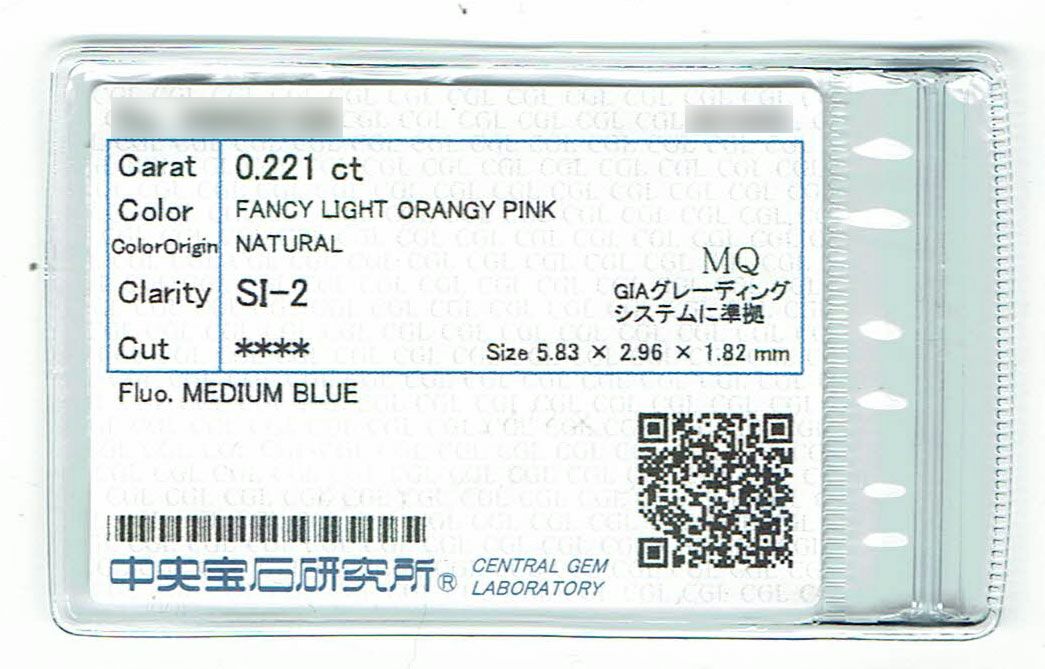 Carat 0.221 ct
Color FANCY LIGHT ORANGY PINK
ColorOrigin NATURAL
MQ
Clarity SI-2
GIAグレーディング
システムに準拠
Cut ****
Size 5.83 × 2.96 × 1.82 mm
Fluo. MEDIUM BLUE
中央宝石研究所®
CENTRAL GEM
LABORATORY